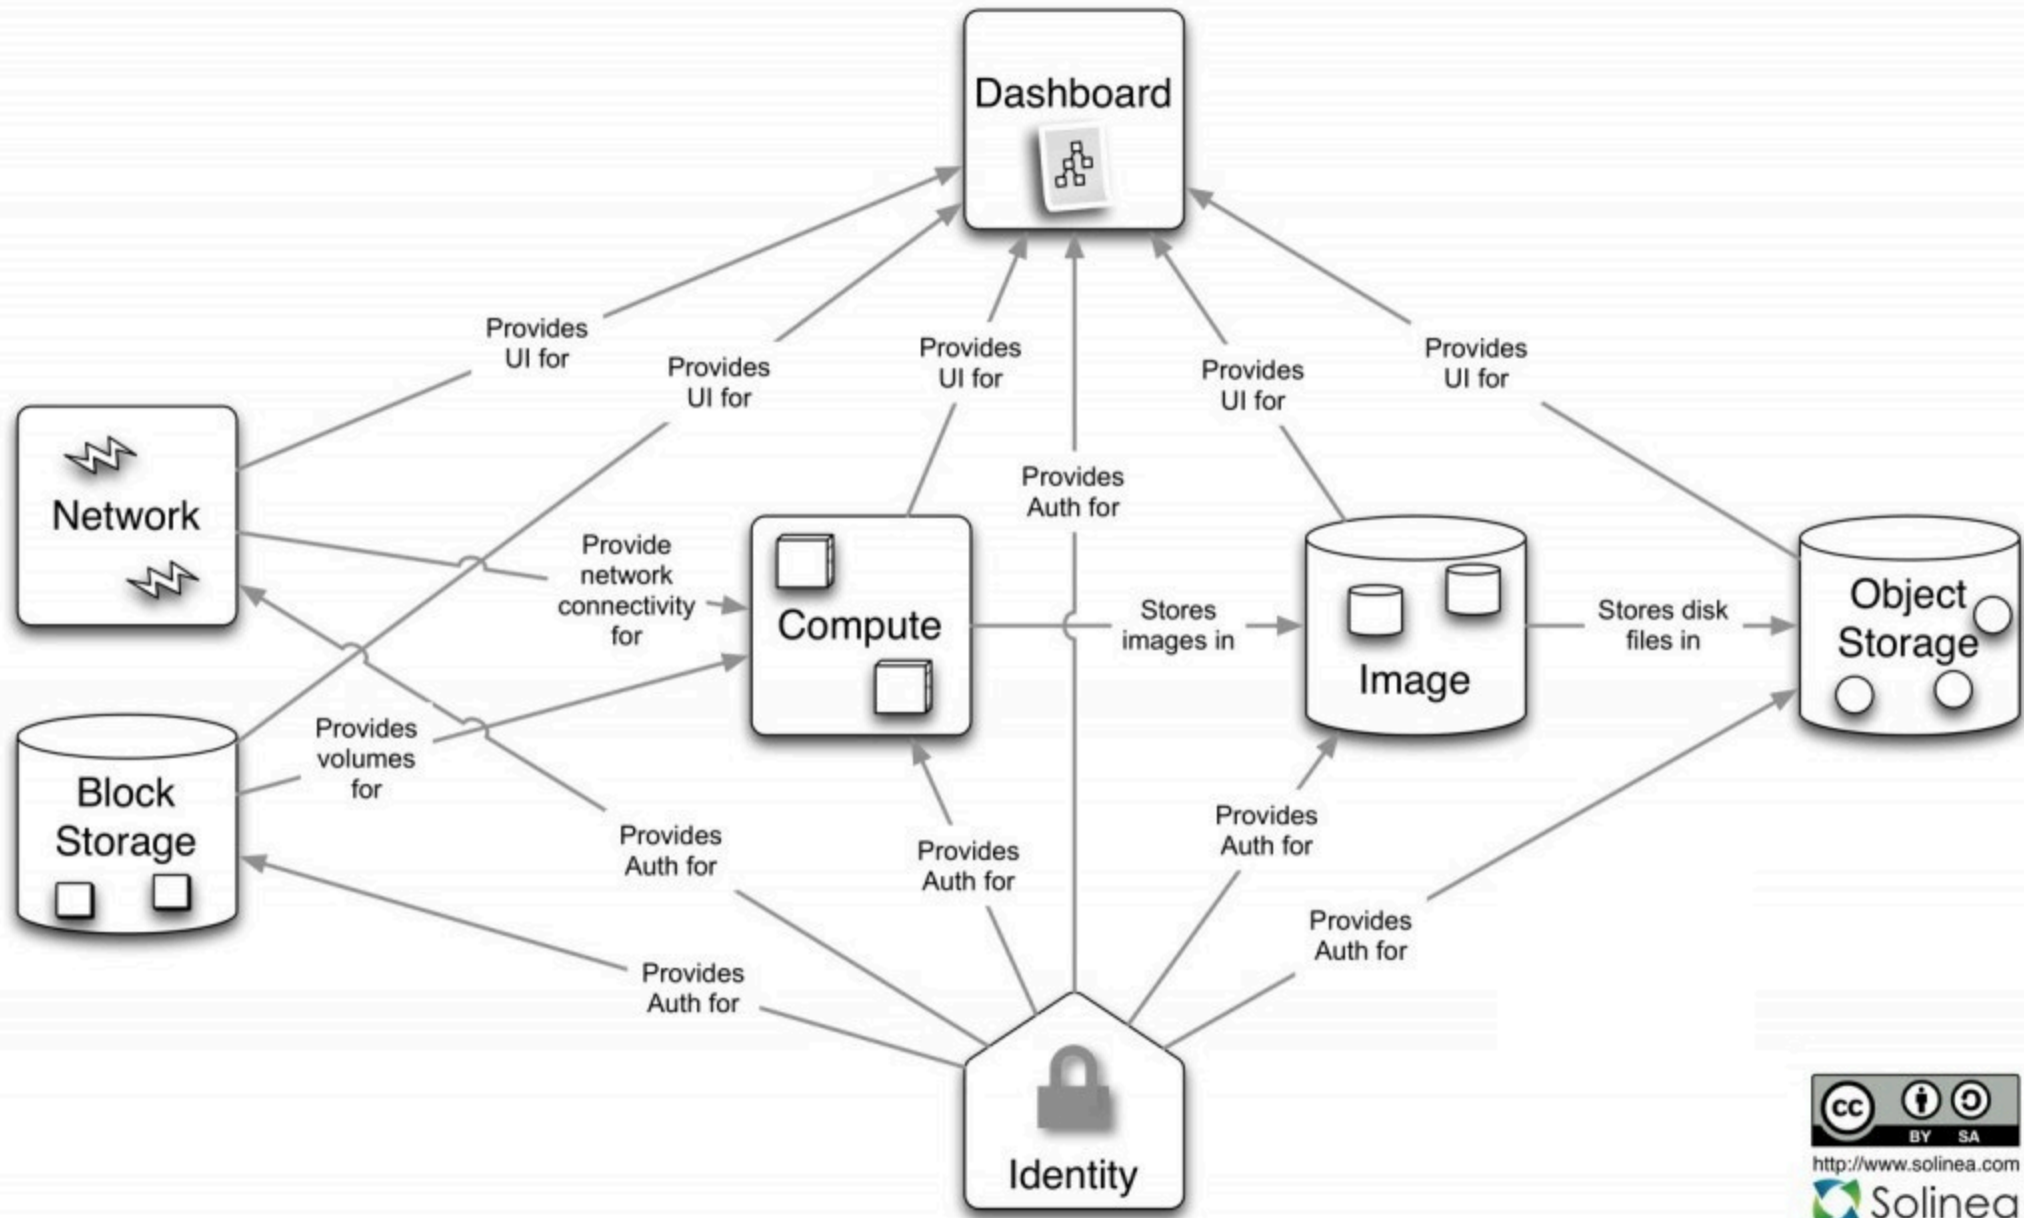 Dashboard
Provides
UI for
Provides
UI for
Provides
UI for
Provides
UI for
Provides
UI for
Network
Provides
Auth for
Provide
network
connectivity
for
Compute
Stores
images in
Image
Stores disk
files in
Object
Storage
Block
Storage
Provides
volumes
for
Provides
Auth for
Provides
Auth for
Provides
Auth for
Provides
Auth for
Provides
Auth for
Identity
cc
BY SA
http://www.solinea.com
Solinea